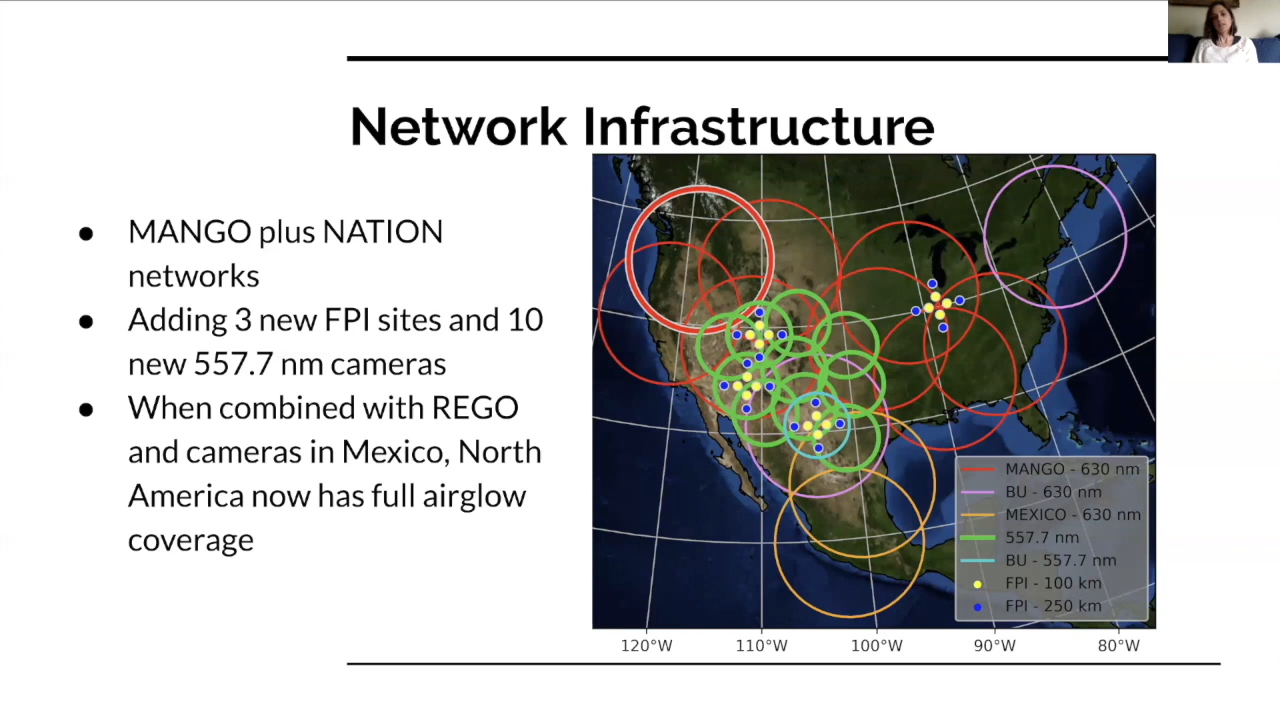 Network Infrastructure
● MANGO plus NATION
networks
● Adding 3 new FPI sites and 10
new 557.7 nm cameras
● When combined with REGO
and cameras in Mexico, North
America now has full airglow
coverage
MANGO - 630 nm
BU - 630 nm
MEXICO - 630 nm
557.7 nm
BU - 557.7 nm
FPI - 100 km
FPI - 250 km
120°W 110°W 100°W 90°W 80°W